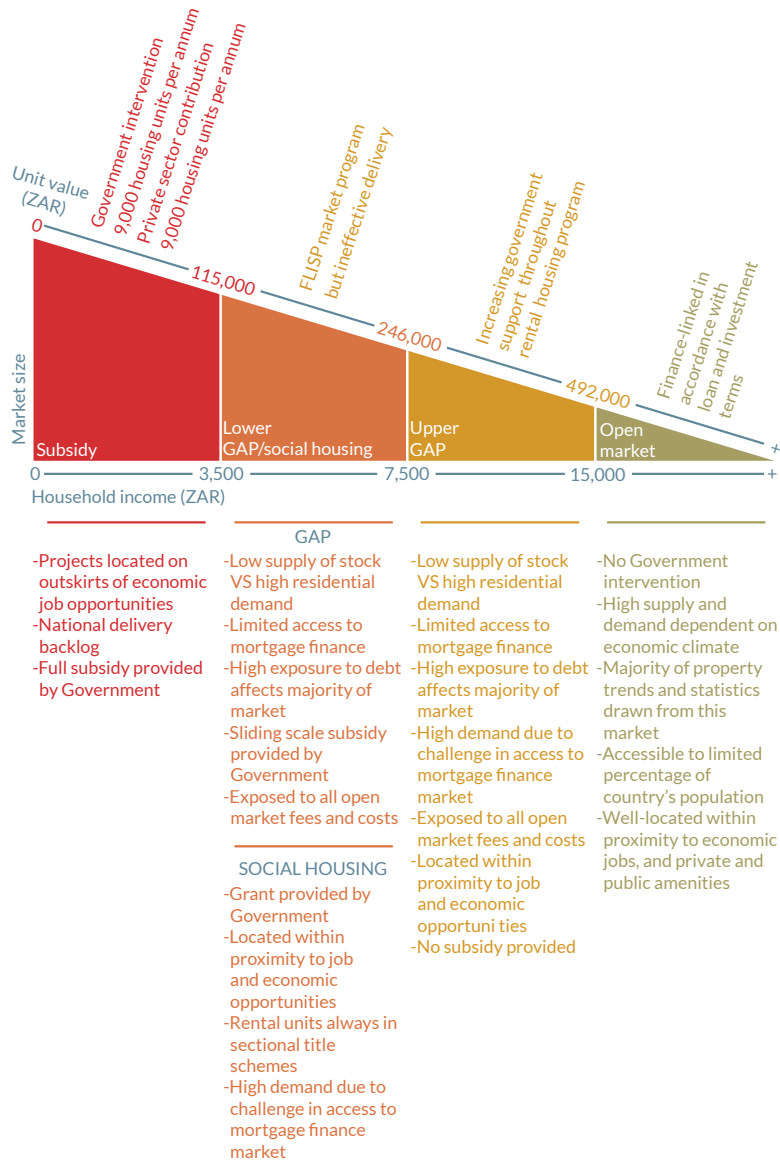 Government intervention
9,000 housing units per annum
Private sector contribution
9,000 housing units per annum
FLISP market program
but ineffective delivery
Increasing government
support throughout
rental housing program
Finance-linked in
accordance with
loan and investment
terms
Unit value
(ZAR)
0
115,000
246,000
492,000
+
Market size
Subsidy
Lower
GAP/social housing
Upper
GAP
Open
market
0
3,500
7,500
15,000
+
Household income (ZAR)
-Projects located on
outskirts of economic
job opportunities
-National delivery
backlog
-Full subsidy provided
by Government
GAP
-Low supply of stock
VS high residential
demand
-Limited access to
mortgage finance
-High exposure to debt
affects majority of
market
-Sliding scale subsidy
provided by
Government
-Exposed to all open
market fees and costs
SOCIAL HOUSING
-Grant provided by
Government
-Located within
proximity to job
and economic
opportunities
-Rental units always in
sectional title
schemes
-High demand due to
challenge in access to
mortgage finance
market
-Low supply of stock
VS high residential
demand
-Limited access to
mortgage finance
-High exposure to debt
affects majority of
market
-High demand due to
challenge in access to
mortgage finance
market
-Exposed to all open
market fees and costs
-Located within
proximity to job
and economic
opportuni ties
-No subsidy provided
-No Government
intervention
-High supply and
demand dependent on
economic climate
-Majority of property
trends and statistics
drawn from this
market
-Accessible to limited
percentage of
country's population
-Well-located within
proximity to economic
jobs, and private and
public amenities